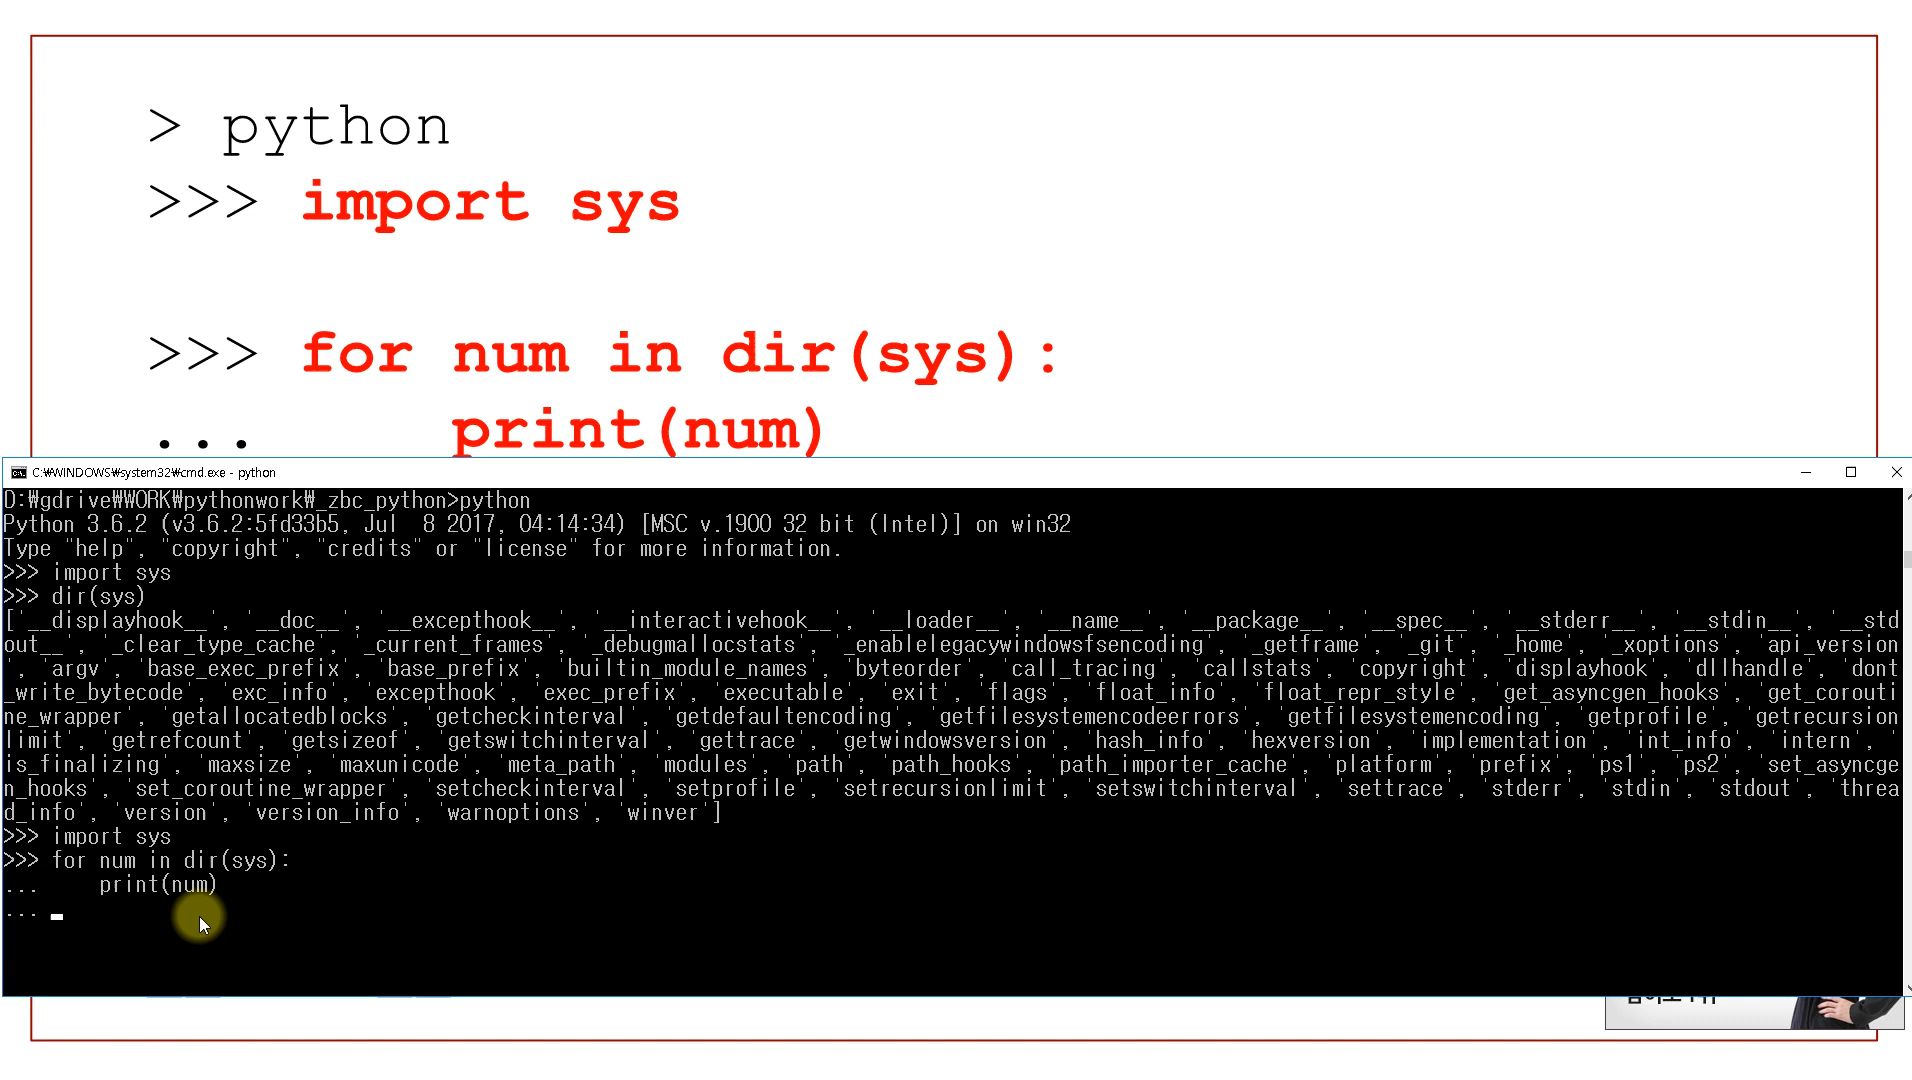 > python
>>> import sys
>>> for num in dir(sys):
...     print(num)
C:₩WINDOWS₩system32₩cmd.exe - python
D:₩gdrive₩WORK₩pythonwork₩_zbc_python>python
Python 3.6.2 (v3.6.2:5fd33b5, Jul  8 2017, 04:14:34) [MSC v.1900 32 bit (Intel)] on win32
Type "help", "copyright", "credits" or "license" for more information.
>>> import sys
>>> dir(sys)
['__displayhook__', '__doc__', '__excepthook__', '__interactivehook__', '__loader__', '__name__', '__package__', '__spec__', '__stderr__', '__stdin__', '__std
out__', '_clear_type_cache', '_current_frames', '_debugmallocstats', '_enablelegacywindowsfsencoding', '_getframe', '_git', '_home', '_xoptions', 'api_version
', 'argv', 'base_exec_prefix', 'base_prefix', 'builtin_module_names', 'byteorder', 'call_tracing', 'callstats', 'copyright', 'displayhook', 'dllhandle', 'dont
_write_bytecode', 'exc_info', 'excepthook', 'exec_prefix', 'executable', 'exit', 'flags', 'float_info', 'float_repr_style', 'get_asyncgen_hooks', 'get_corouti
ne_wrapper', 'getallocatedblocks', 'getcheckinterval', 'getdefaultencoding', 'getfilesystemencodeerrors', 'getfilesystemencoding', 'getprofile', 'getrecursion
limit', 'getrefcount', 'getsizeof', 'getswitchinterval', 'gettrace', 'getwindowsversion', 'hash_info', 'hexversion', 'implementation', 'int_info', 'intern', '
is_finalizing', 'maxsize', 'maxunicode', 'meta_path', 'modules', 'path', 'path_hooks', 'path_importer_cache', 'platform', 'prefix', 'ps1', 'ps2', 'set_asyncge
n_hooks', 'set_coroutine_wrapper', 'setcheckinterval', 'setprofile', 'setrecursionlimit', 'setswitchinterval', 'settrace', 'stderr', 'stdin', 'stdout', 'threa
d_info', 'version', 'version_info', 'warnoptions', 'winver']
>>> import sys
>>> for num in dir(sys):
...     print(num)
...